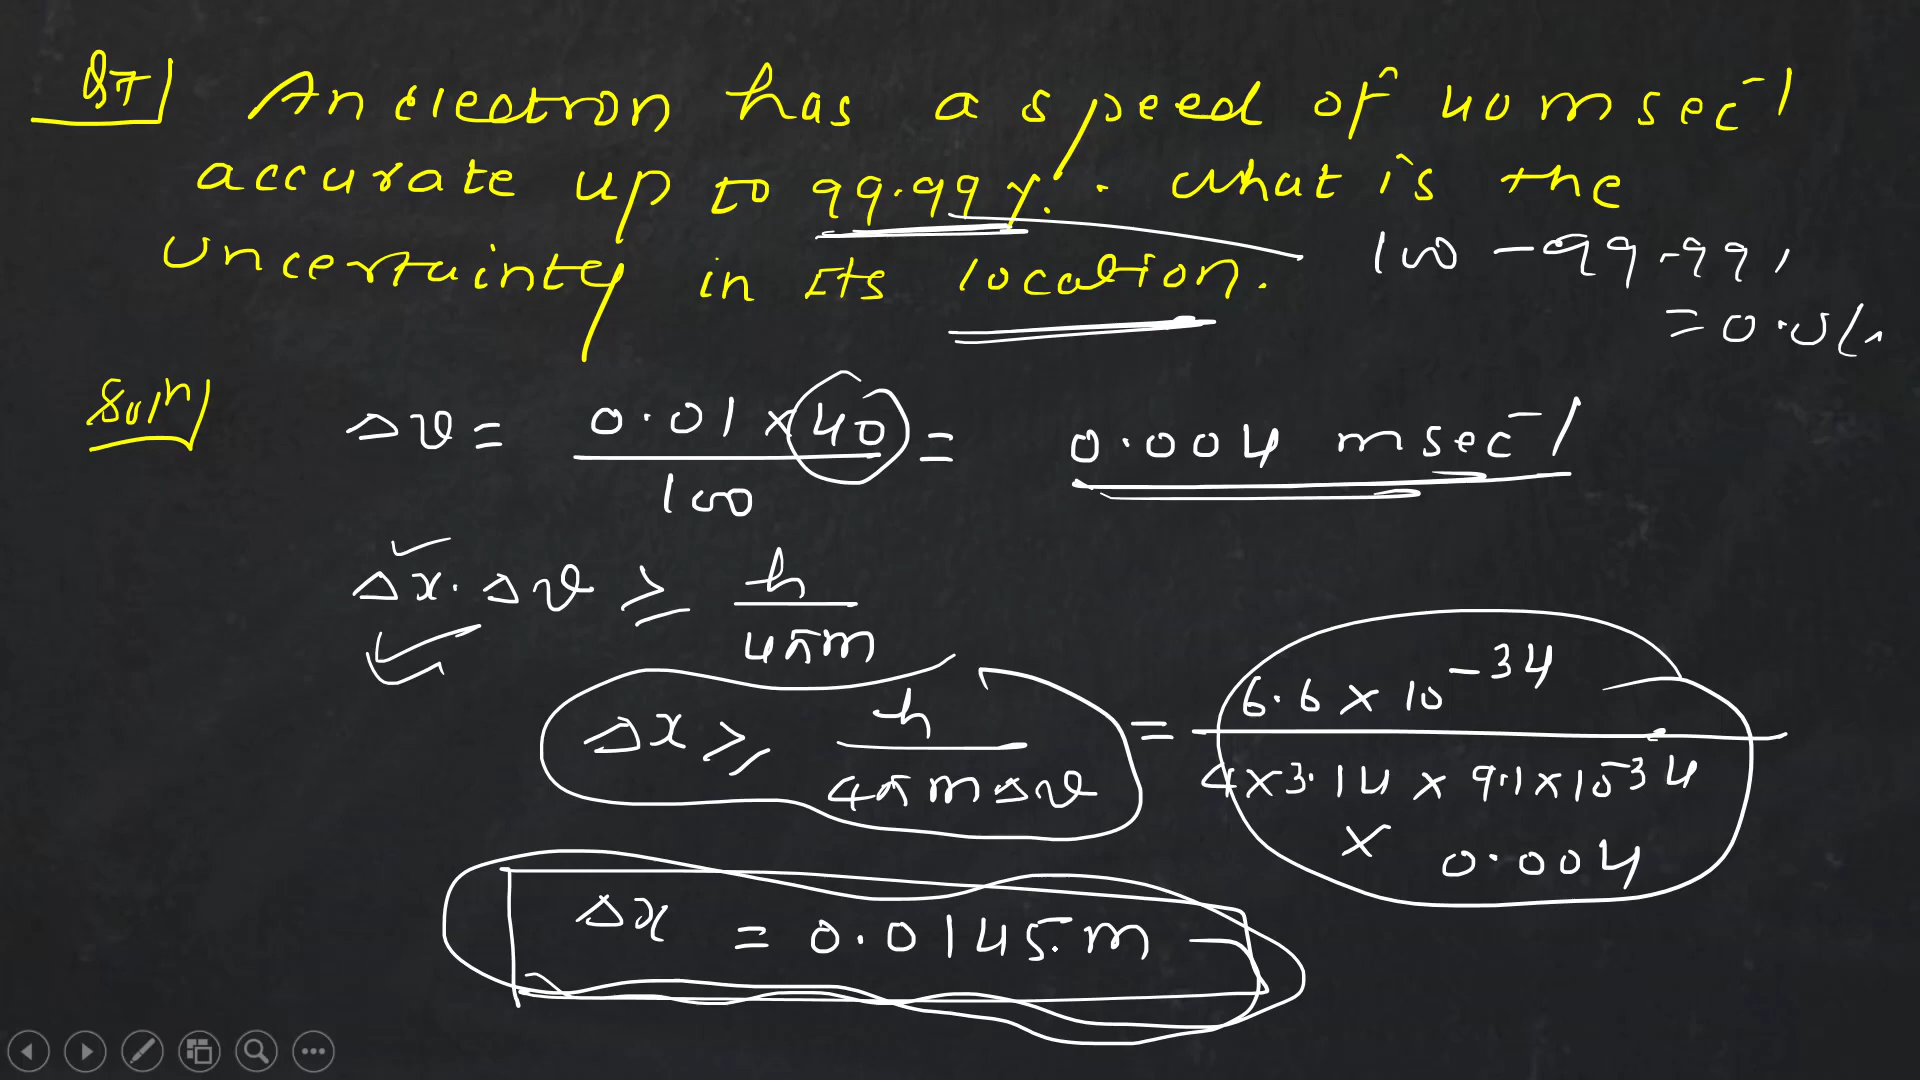 Q7/ An electron has a speed of 40 m sec⁻¹
accurate up to 99.99%. what is the
uncertainty in Its location.
100 - 99.99%
= 0.01%
Soln/
Δv = 0.01 × 40 / 100 = 0.004 m sec⁻¹
Δx. Δv ≥ h / 4πm
Δx ≥ h / 4πmΔv = 6.6 × 10⁻³⁴ / 4×3.14 × 9.1×10⁻³⁴ × 0.004
Δx = 0.0145 m